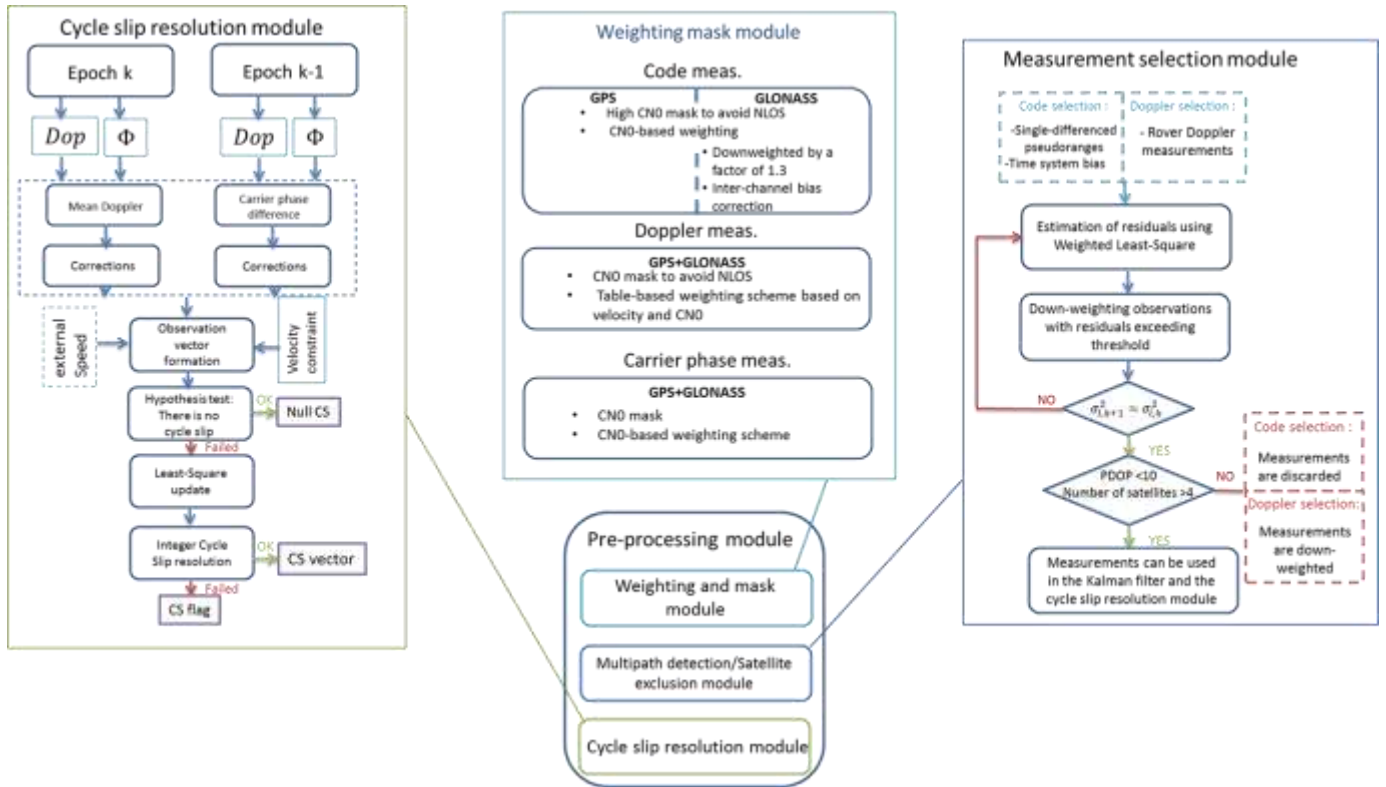 Cycle slip resolution module
Epoch k
Epoch k-1
Dop
Φ
Dop
Φ
Mean Doppler
Carrier phase
difference
Corrections
Corrections
external
Speed
Observation
vector
formation
Velocity
constraint
Hypothesis test:
There is no
cycle slip
OK
Null CS
Failed
Least-Square
update
Integer Cycle
Slip resolution
OK
CS vector
Failed
CS flag
Weighting mask module
Code meas.
GPS
GLONASS
• High CN0 mask to avoid NLOS
• CN0-based weighting
• Downweighted by a
factor of 1.3
• Inter-channel bias
correction
Doppler meas.
GPS+GLONASS
• CN0 mask to avoid NLOS
• Table-based weighting scheme based on
velocity and CN0
Carrier phase meas.
GPS+GLONASS
• CN0 mask
• CN0-based weighting scheme
Pre-processing module
Weighting and mask
module
Multipath detection/Satellite
exclusion module
Cycle slip resolution module
Measurement selection module
Code selection :
-Single-differenced
pseudoranges
-Time system bias
Doppler selection :
- Rover Doppler
measurements
Estimation of residuals using
Weighted Least-Square
Down-weighting observations
with residuals exceeding
threshold
NO
YES
PDOP <10
Number of satellites >4
NO
Code selection :
Measurements
are discarded
Doppler selection:
Measurements
are down-
weighted
YES
Measurements can be used
in the Kalman filter and the
cycle slip resolution module